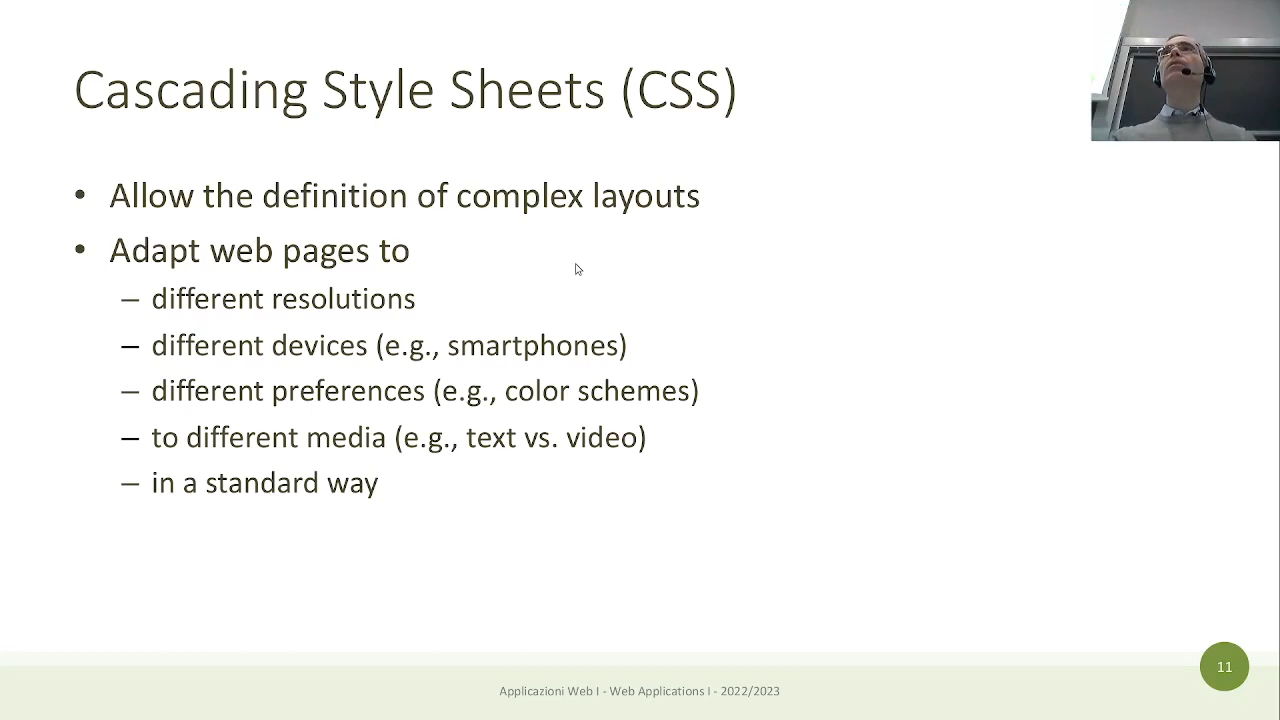 Cascading Style Sheets (CSS)
• Allow the definition of complex layouts
• Adapt web pages to
– different resolutions
– different devices (e.g., smartphones)
– different preferences (e.g., color schemes)
– to different media (e.g., text vs. video)
– in a standard way
11
Applicazioni Web I - Web Applications I - 2022/2023